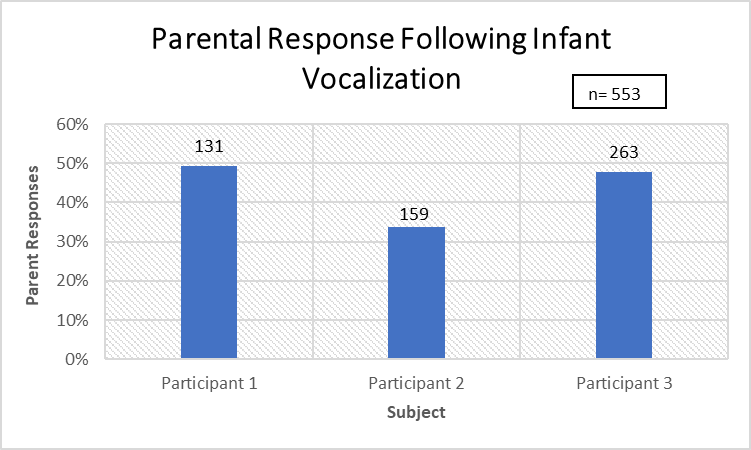 Parental Response Following Infant
Vocalization
n= 553
60%
50%
40%
30%
20%
10%
0%
131
159
263
Parent Responses
Participant 1
Participant 2
Participant 3
Subject